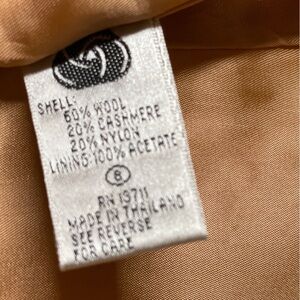 SHELL:
60% WOOL
20% CASHMERE
20% NYLON
LINING: 100% ACETATE
8
RN 19711
MADE IN THAILAND
SEE REVERSE
FOR CARE